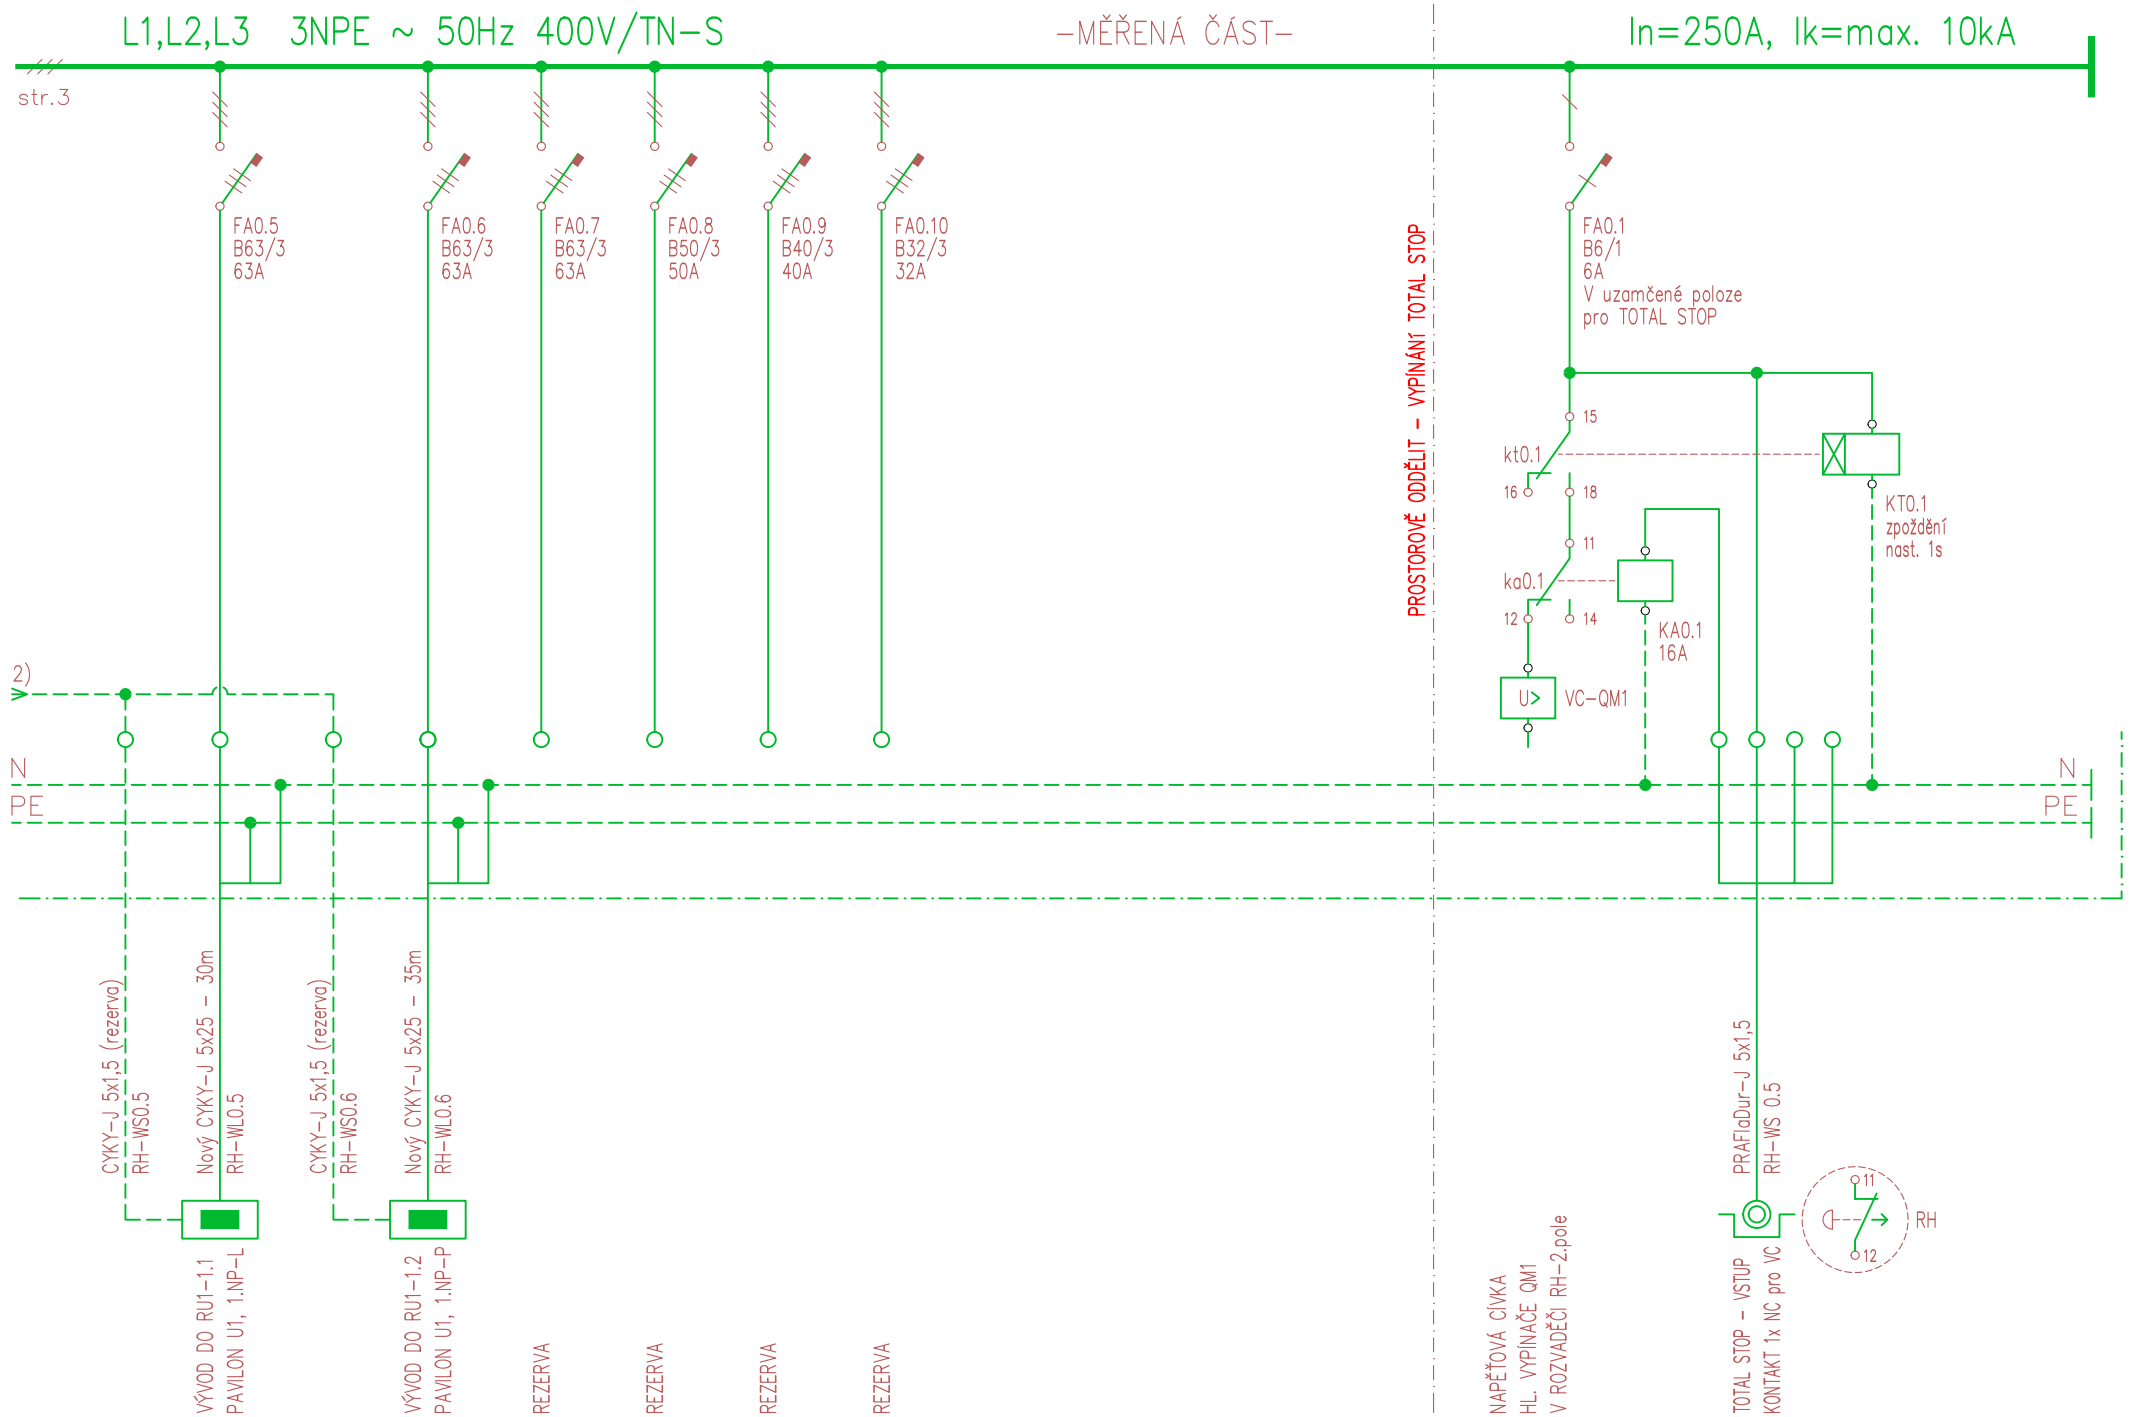 L1,L2,L3 3NPE ~ 50Hz 400V/TN-S
-MĚŘENÁ ČÁST-
In=250A, Ik=max. 10kA
str.3
FA0.5
B63/3
63A
FA0.6
B63/3
63A
FA0.7
B63/3
63A
FA0.8
B50/3
50A
FA0.9
B40/3
40A
FA0.10
B32/3
32A
FA0.1
B6/1
6A
V uzamčené poloze
pro TOTAL STOP
PROSTOROVĚ ODDĚLIT - VYPÍNÁNÍ TOTAL STOP
15
kt0.1
16
18
KT0.1
zpoždění
nast. 1s
11
ka0.1
12
14
KA0.1
16A
U>
VC-QM1
2)
N
PE
N
PE
CYKY-J 5x1,5 (rezerva)
RH-WS0.5
Nový CYKY-J 5x25 - 30m
RH-WL0.5
CYKY-J 5x1,5 (rezerva)
RH-WS0.6
Nový CYKY-J 5x25 - 35m
RH-WL0.6
PRAFlaDur-J 5x1,5
RH-WS 0.5
11
12
RH
VÝVOD DO RU1-1.1
PAVILON U1, 1.NP-L
VÝVOD DO RU1-1.2
PAVILON U1, 1.NP-P
REZERVA
REZERVA
REZERVA
REZERVA
NAPĚŤOVÁ CÍVKA
HL. VYPÍNAČE QM1
V ROZVADĚČI RH-2.pole
TOTAL STOP - VSTUP
KONTAKT 1x NC pro VC